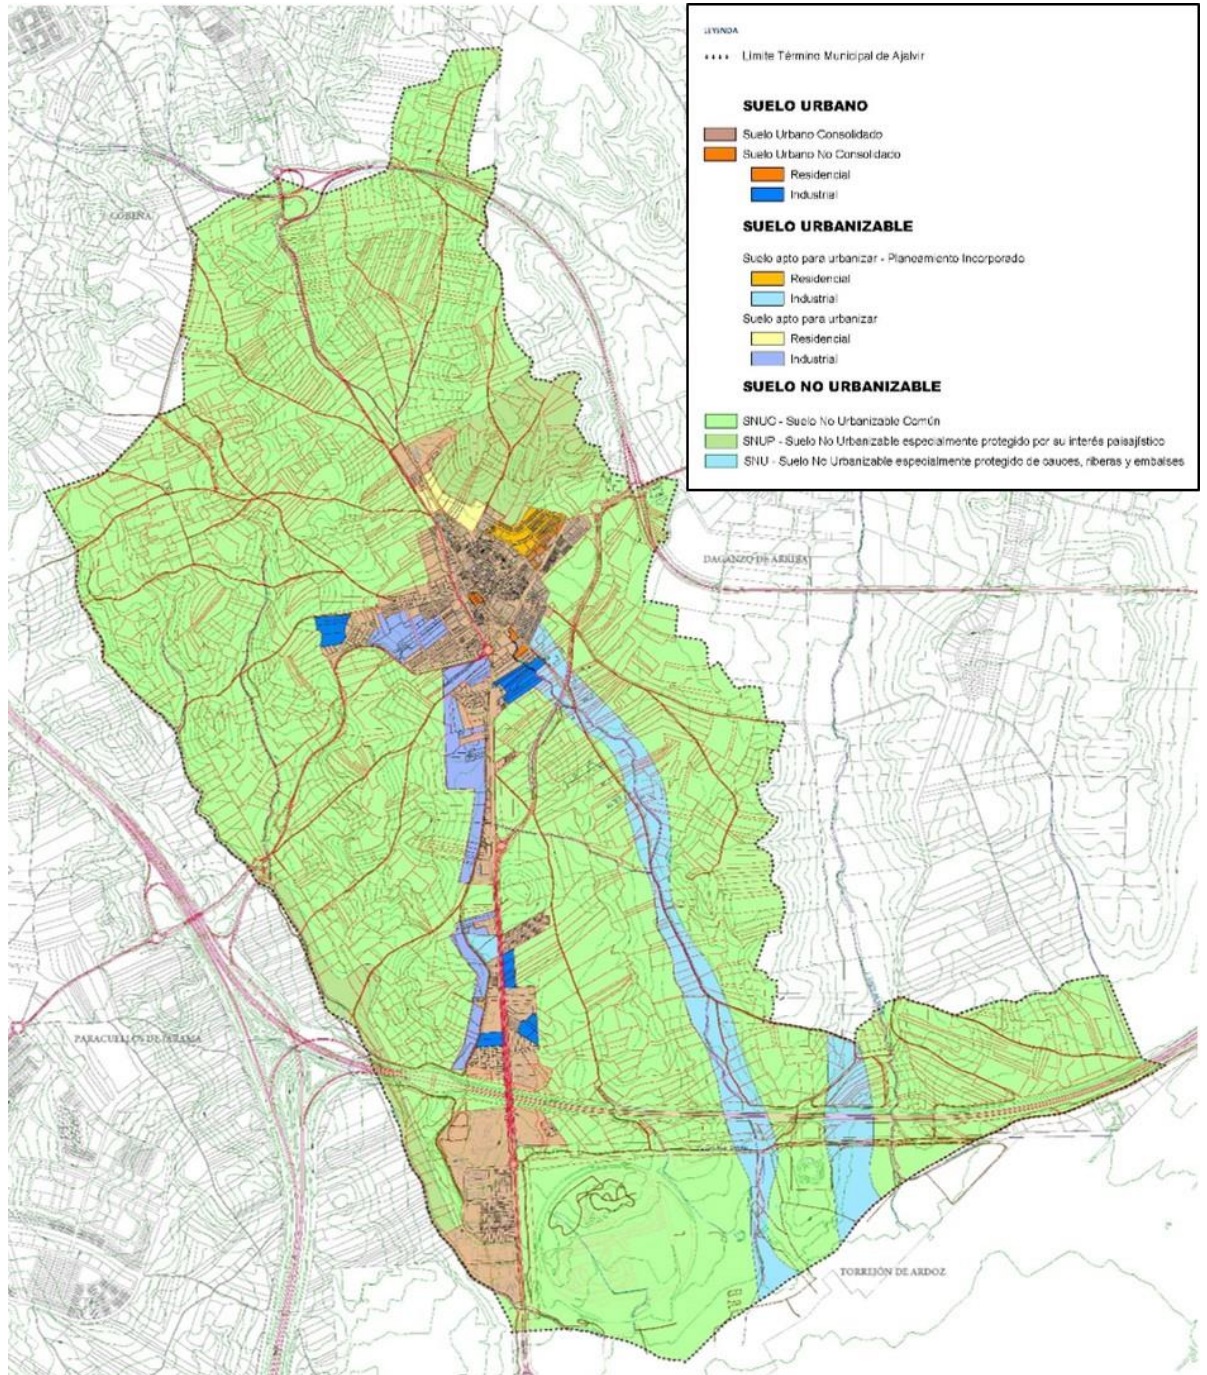 LEYENDA
Límite Término Municipal de Ajalvir
SUELO URBANO
Suelo Urbano Consolidado
Suelo Urbano No Consolidado
Residencial
Industrial
SUELO URBANIZABLE
Suelo apto para urbanizar - Planeamiento Incorporado
Residencial
Industrial
Suelo apto para urbanizar
Residencial
Industrial
SUELO NO URBANIZABLE
SNUC - Suelo No Urbanizable Común
SNUP - Suelo No Urbanizable especialmente protegido por su interés paisajístico
SNU - Suelo No Urbanizable especialmente protegido de cauces, riberas y embalses
COBEÑA
DAGANZO DE ARRIBA
PARACUELLOS DE JARAMA
TORREJÓN DE ARDOZ